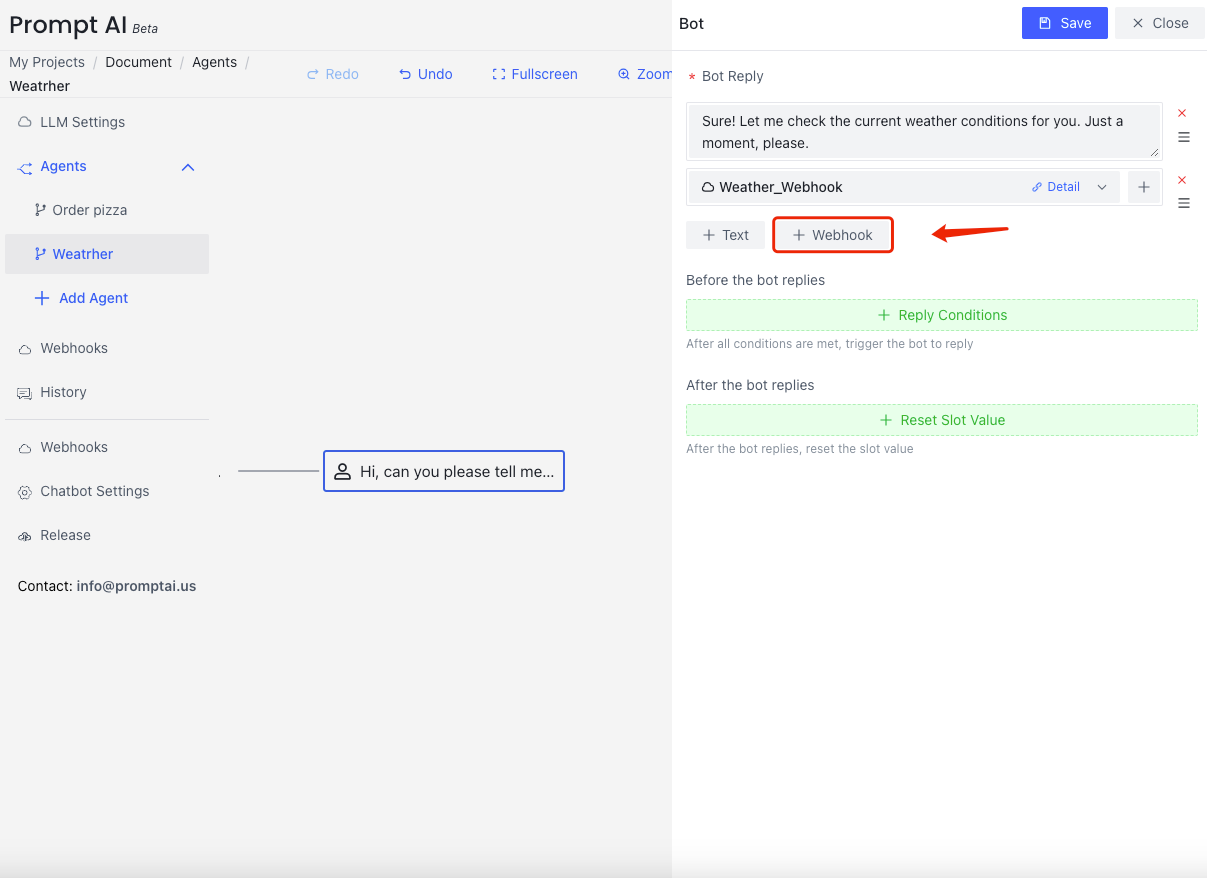 Prompt AI Beta
My Projects / Document / Agents /
Weatrher
Redo Undo Fullscreen Zoom
LLM Settings
Agents
Order pizza
Weatrher
Add Agent
Webhooks
History
Webhooks
Chatbot Settings
Release
Contact: info@promptai.us
Hi, can you please tell me...
Bot
Save Close
* Bot Reply
Sure! Let me check the current weather conditions for you. Just a
moment, please.
Weather_Webhook Detail
+ Text + Webhook
Before the bot replies
+ Reply Conditions
After all conditions are met, trigger the bot to reply
After the bot replies
+ Reset Slot Value
After the bot replies, reset the slot value